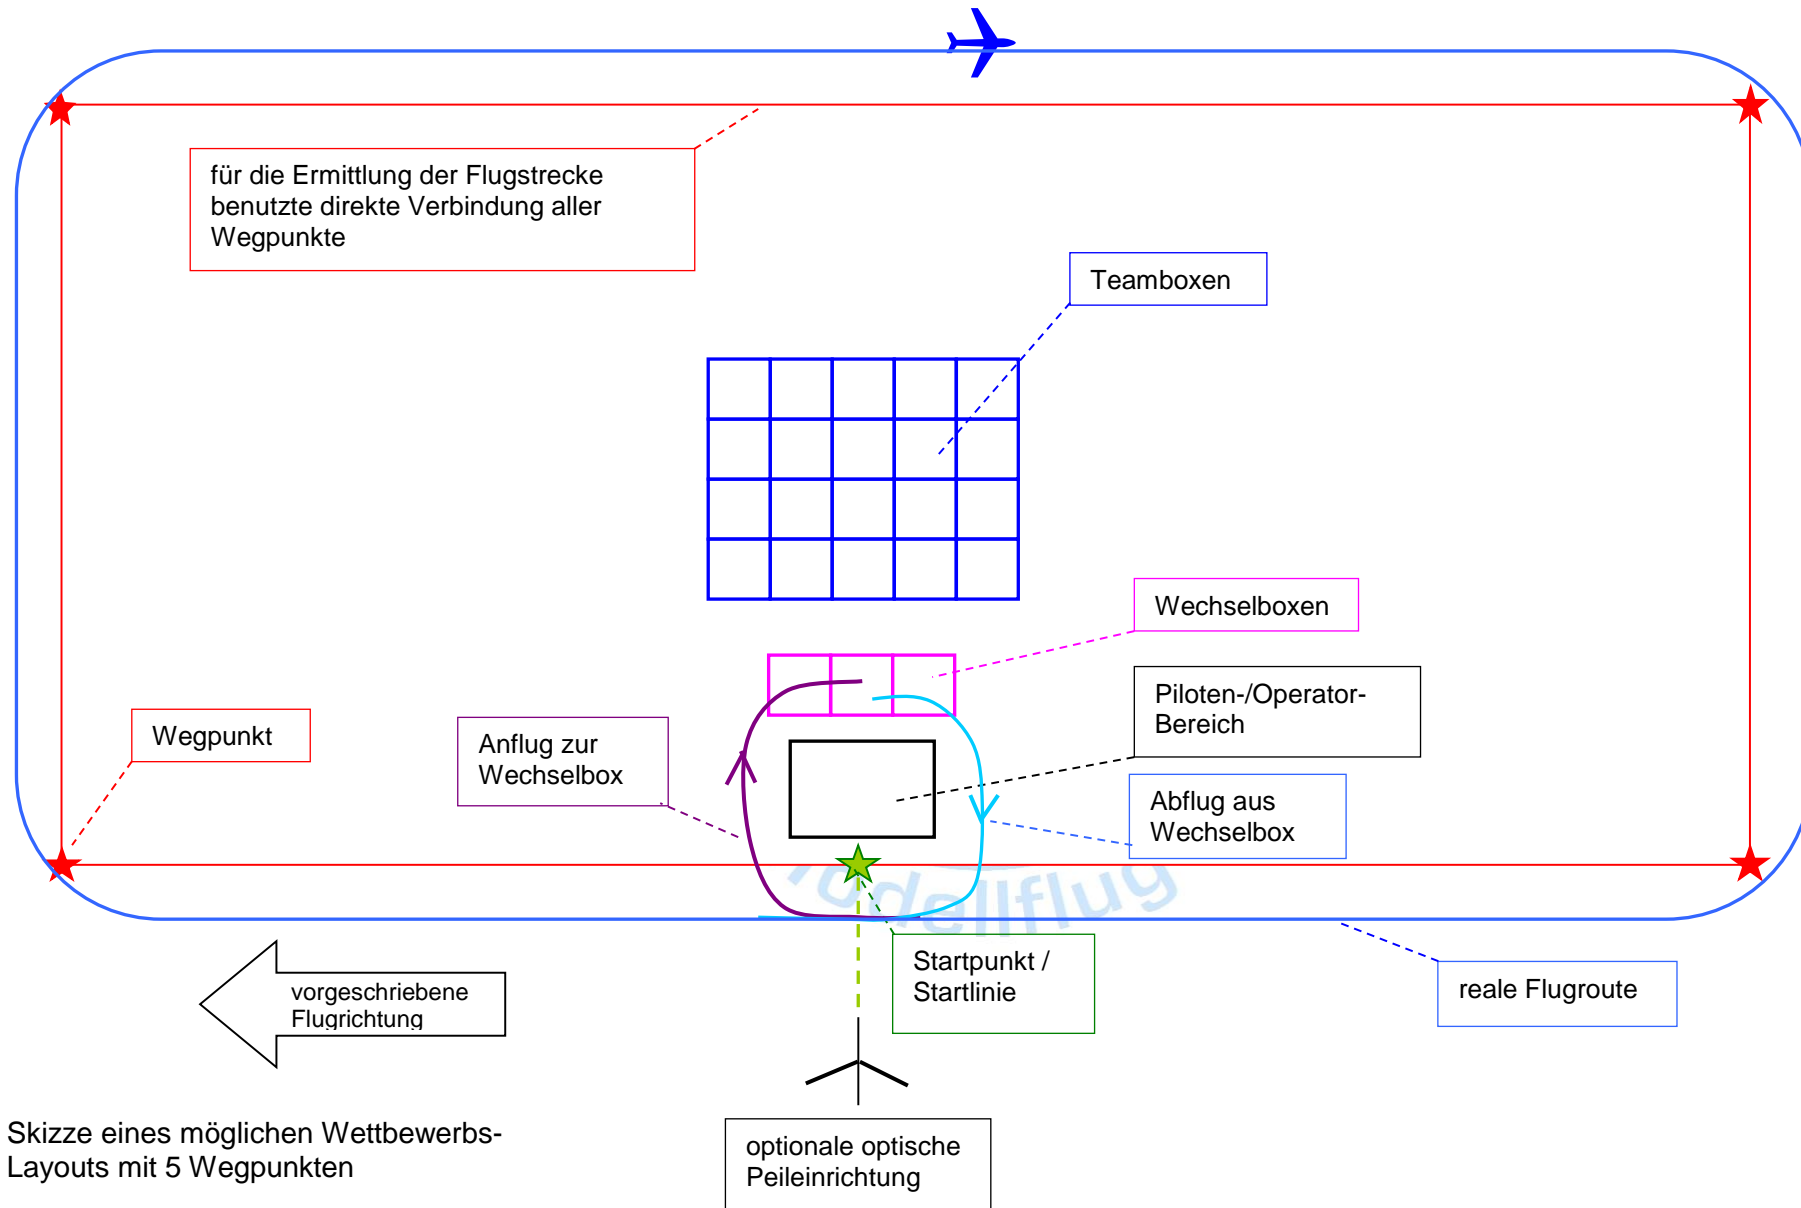 für die Ermittlung der Flugstrecke
benutzte direkte Verbindung aller
Wegpunkte
Teamboxen
Wechselboxen
Piloten-/Operator-
Bereich
Wegpunkt
Anflug zur
Wechselbox
Abflug aus
Wechselbox
modellflug
Startpunkt /
Startlinie
reale Flugroute
vorgeschriebene
Flugrichtung
optionale optische
Peileinrichtung
Skizze eines möglichen Wettbewerbs-
Layouts mit 5 Wegpunkten